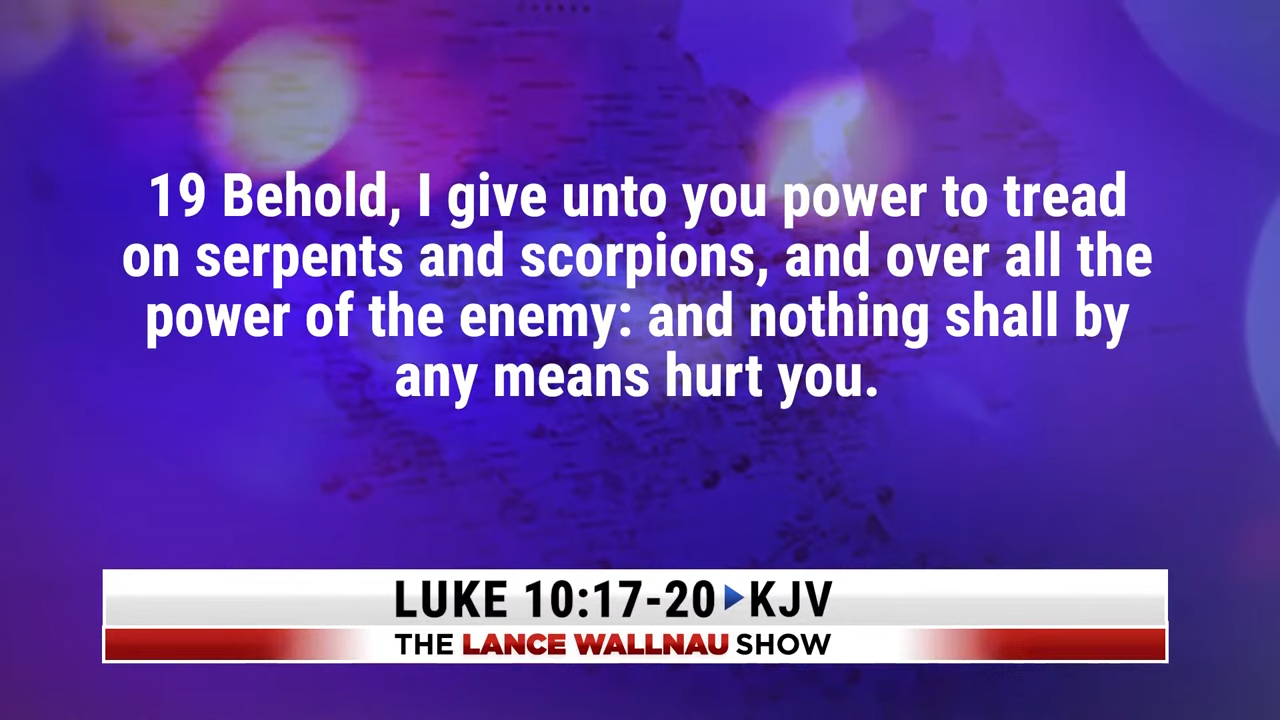 19 Behold, I give unto you power to tread
on serpents and scorpions, and over all the
power of the enemy: and nothing shall by
any means hurt you.
LUKE 10:17-20 KJV
THE LANCE WALLNAU SHOW